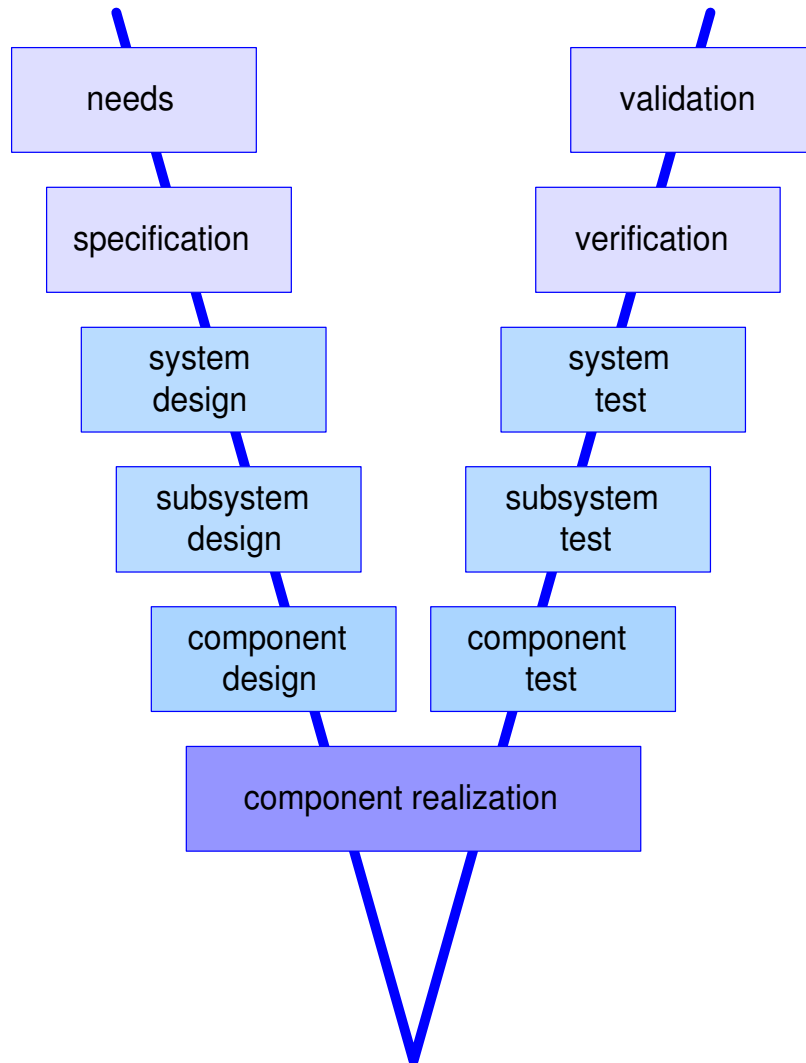 needs
validation
specification
verification
system
design
system
test
subsystem
design
subsystem
test
component
design
component
test
component realization